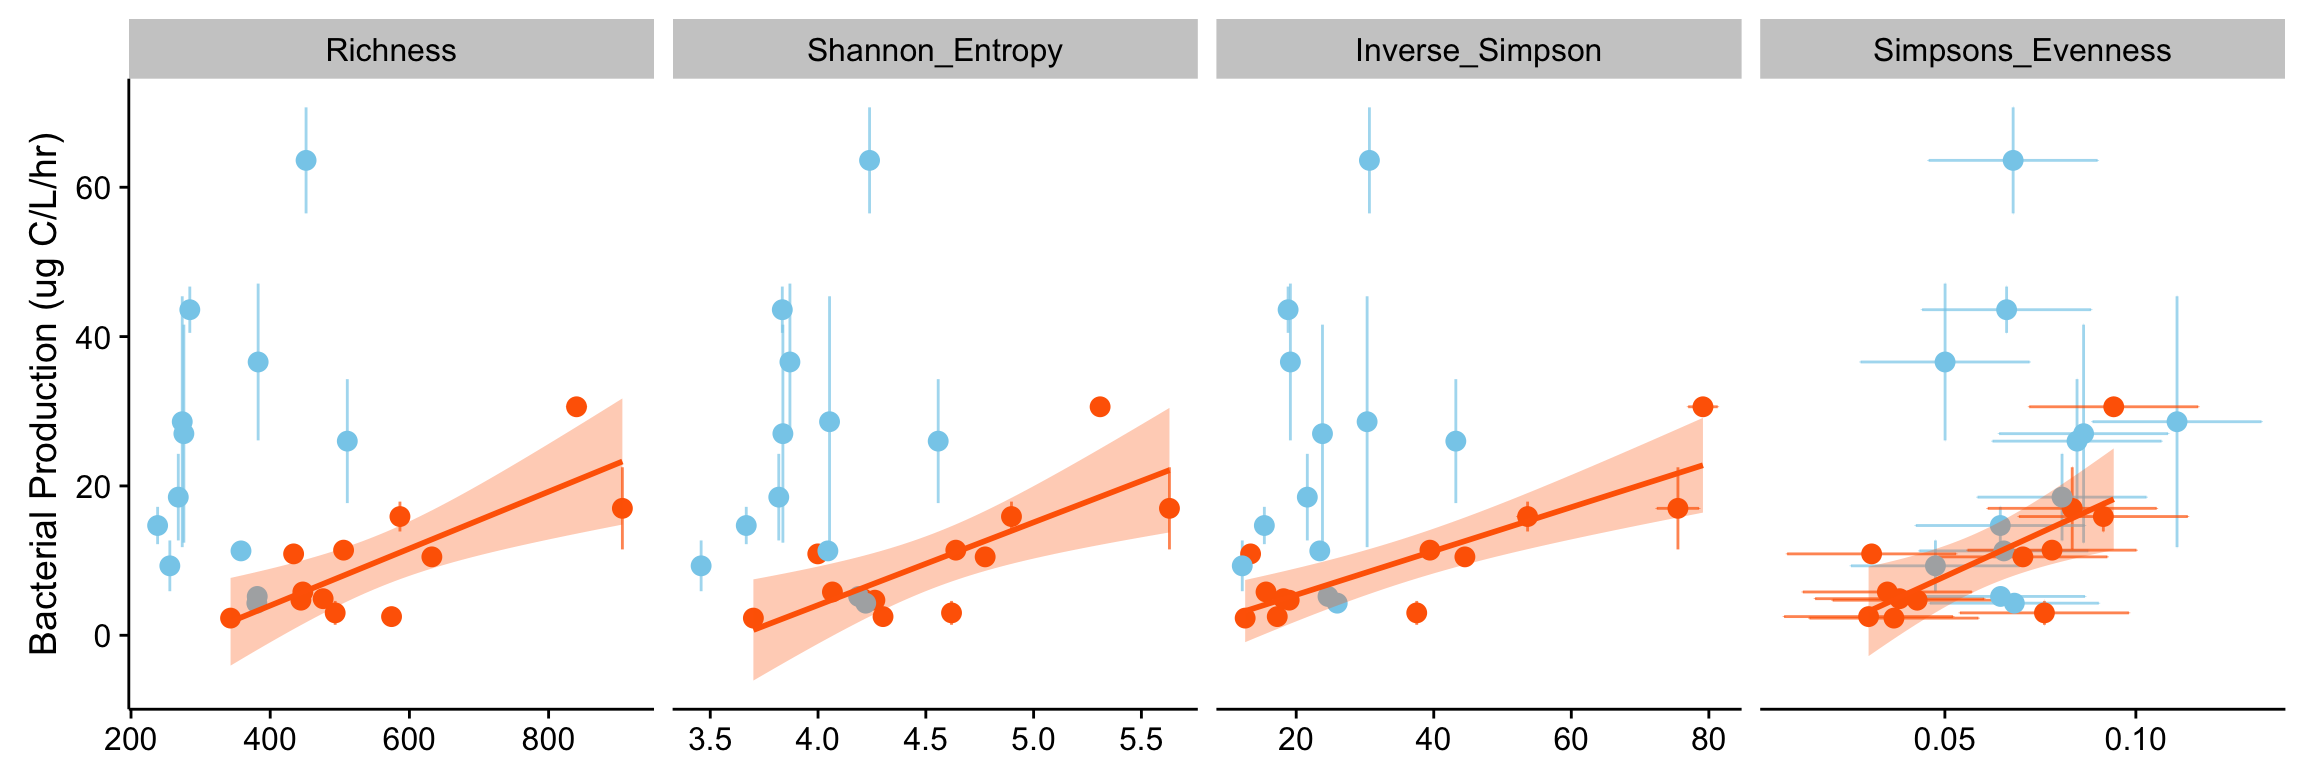 Richness Shannon_Entropy Inverse_Simpson Simpsons_Evenness
Bacterial Production (ug C/L/hr)
60
40
20
0
200 400 600 800 3.5 4.0 4.5 5.0 5.5 20 40 60 80 0.05 0.10